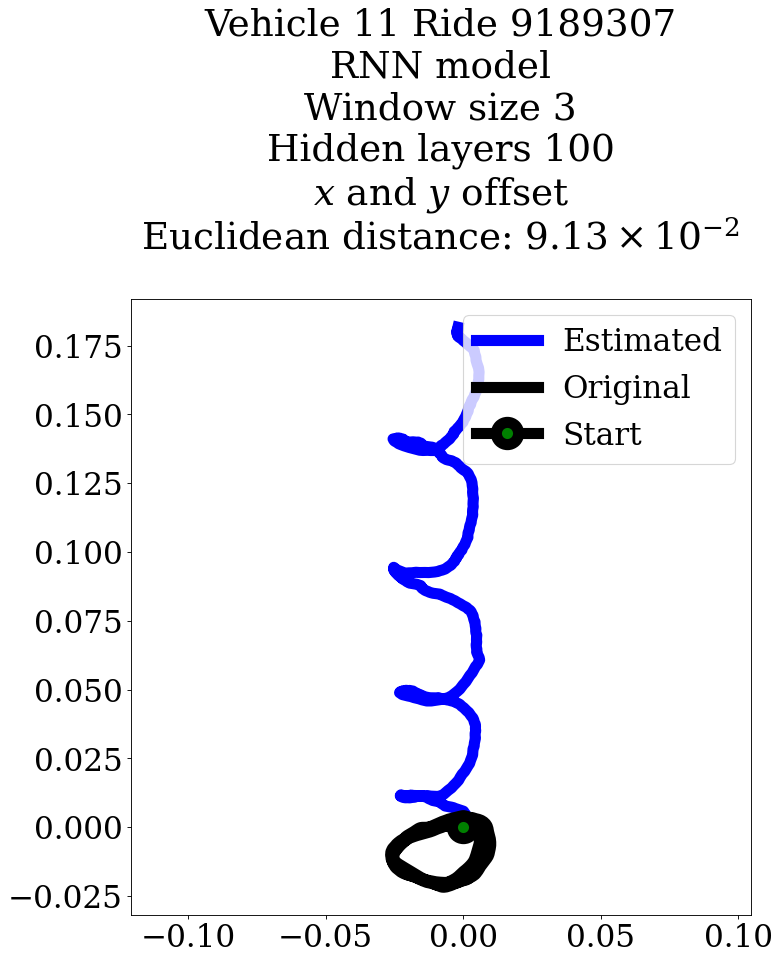 Vehicle 11 Ride 9189307
RNN model
Window size 3
Hidden layers 100
x and y offset
Euclidean distance: 9.13 × 10⁻²
Estimated
Original
Start
0.175
0.150
0.125
0.100
0.075
0.050
0.025
0.000
−0.025
−0.10 −0.05 0.00 0.05 0.10